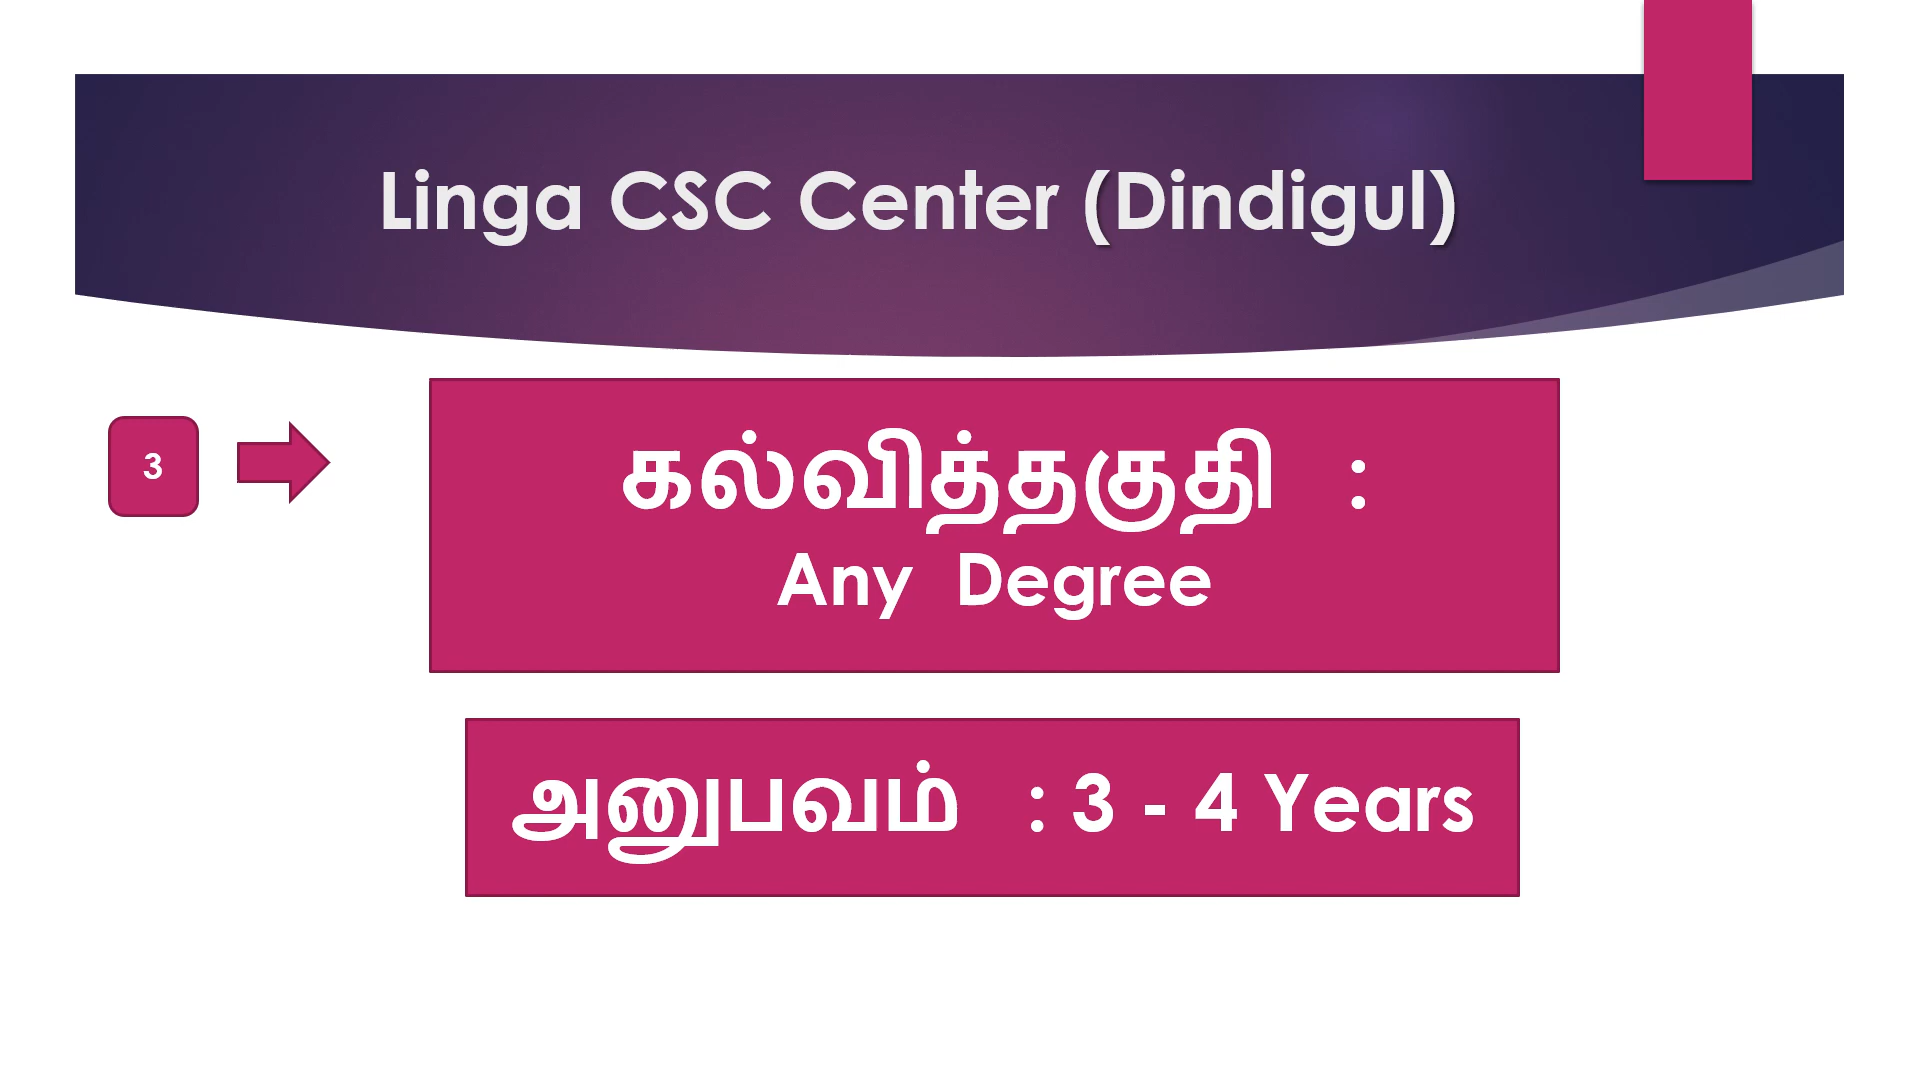 Linga CSC Center (Dindigul)
3
கல்வித்தகுதி :
Any Degree
அனுபவம் : 3 - 4 Years